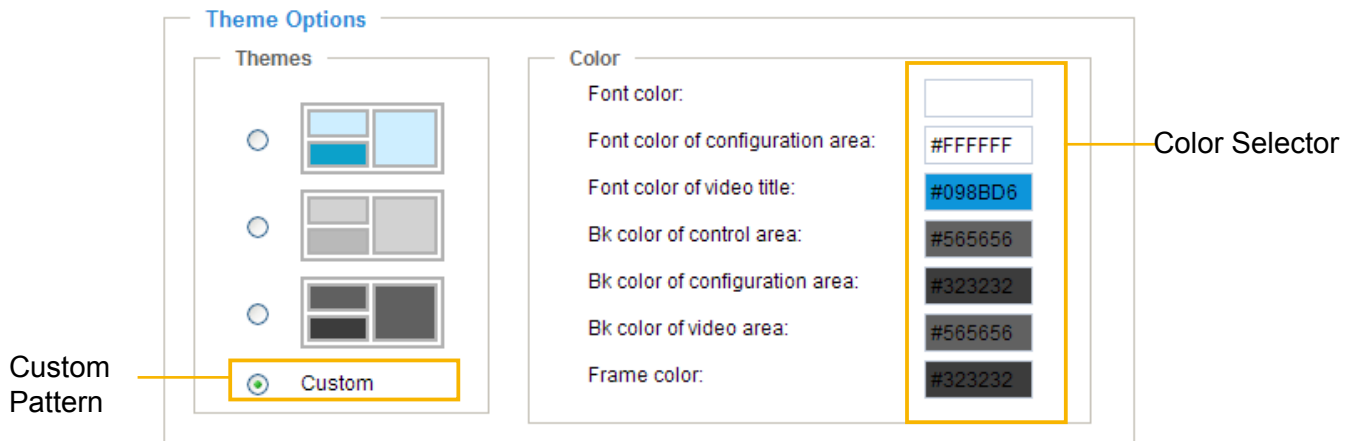 Theme Options
Themes
Custom
Color
Font color:
Font color of configuration area: #FFFFFF
Font color of video title: #098BD6
Bk color of control area: #565656
Bk color of configuration area: #323232
Bk color of video area: #565656
Frame color: #323232
Color Selector
Custom
Pattern